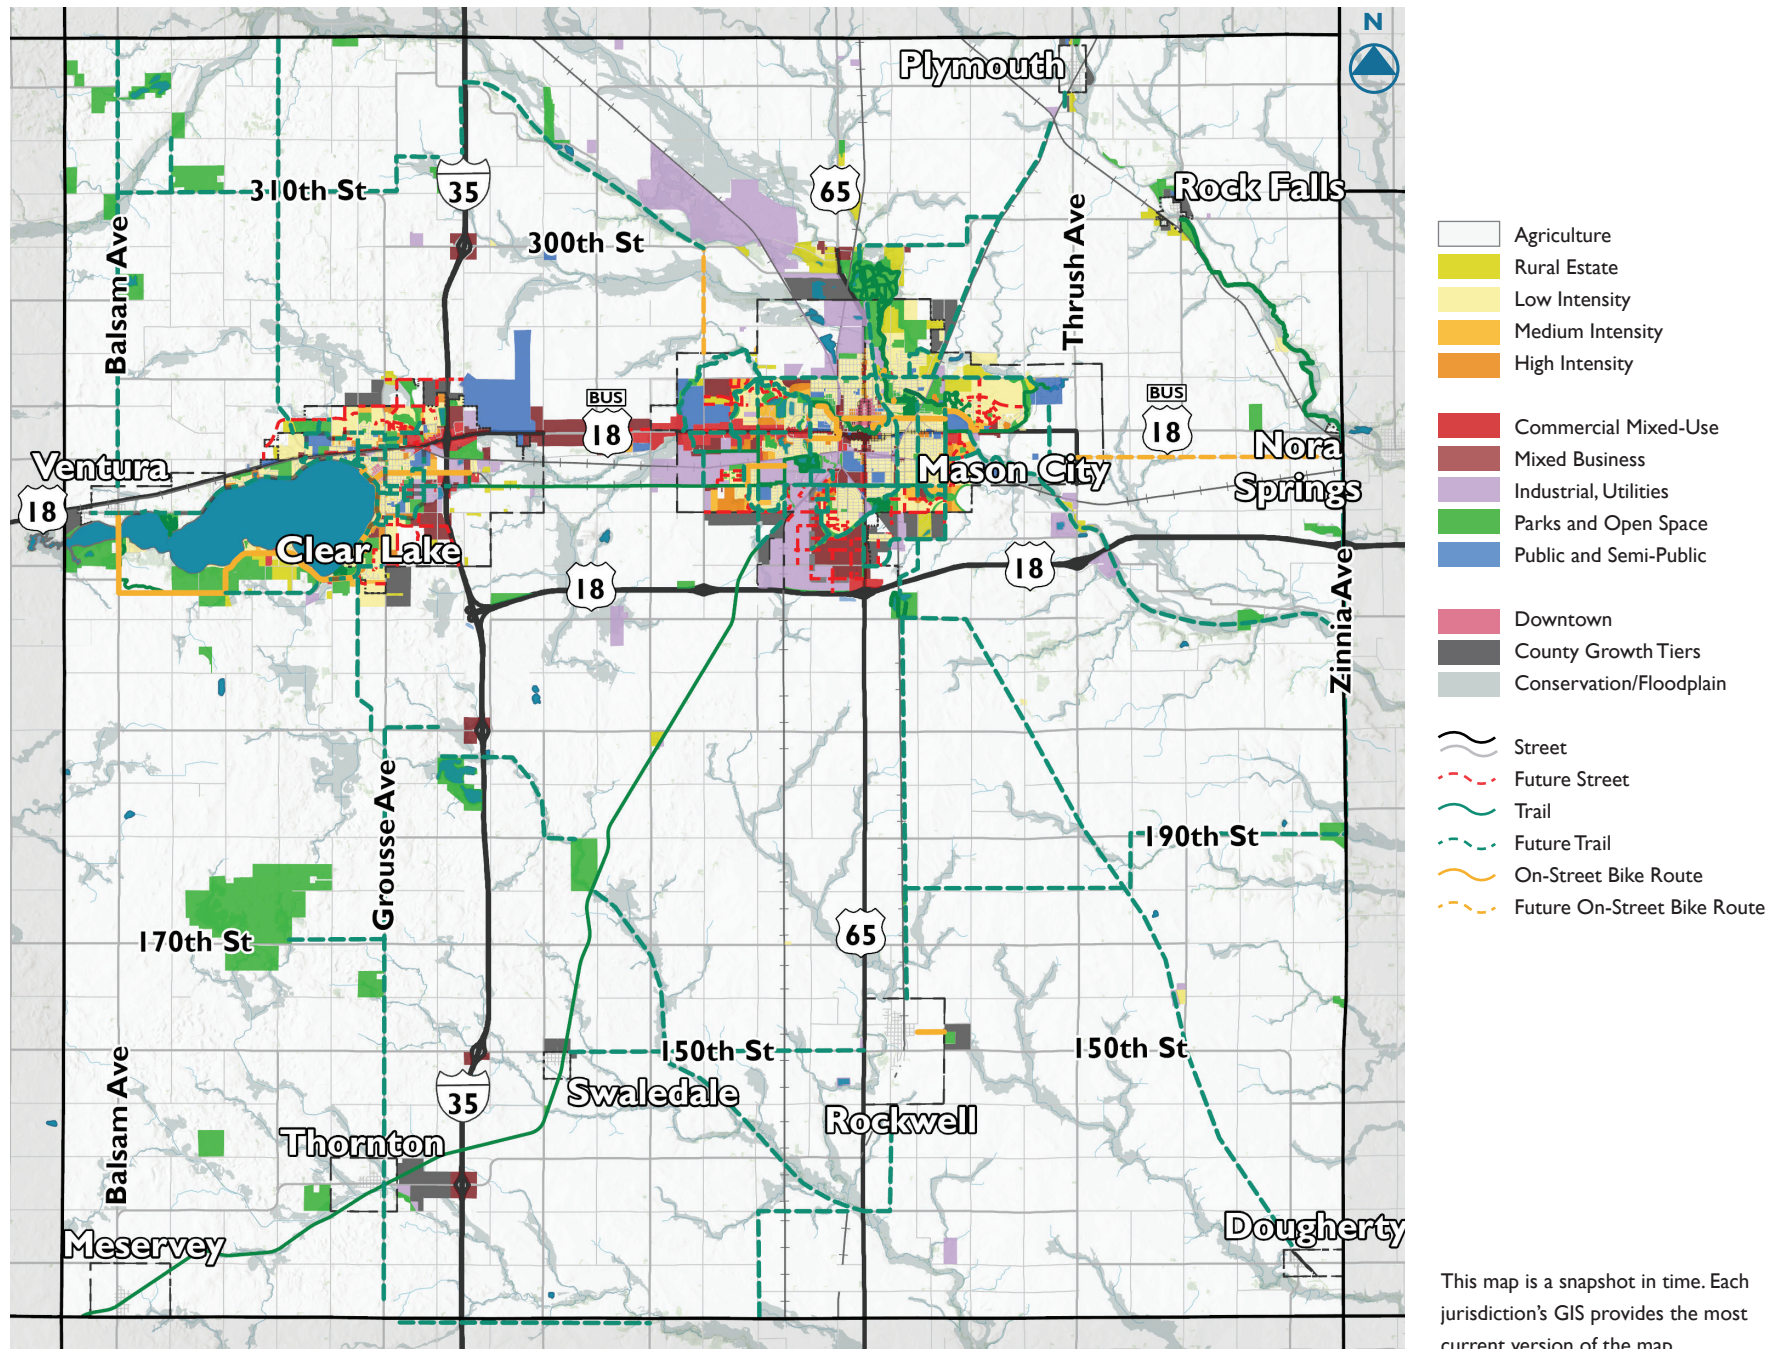 N
Plymouth
Rock Falls
310th St
35
65
300th St
Balsam Ave
Thrush Ave
BUS
18
BUS
18
Ventura
18
Mason City
Nora
Springs
Clear Lake
18
18
Zinnia Ave
Grousse Ave
190th St
170th St
65
150th St
150th St
Swaledale
Balsam Ave
35
Rockwell
Thornton
Meservey
Dougherty
Agriculture
Rural Estate
Low Intensity
Medium Intensity
High Intensity
Commercial Mixed-Use
Mixed Business
Industrial, Utilities
Parks and Open Space
Public and Semi-Public
Downtown
County Growth Tiers
Conservation/Floodplain
Street
Future Street
Trail
Future Trail
On-Street Bike Route
Future On-Street Bike Route
This map is a snapshot in time. Each
jurisdiction's GIS provides the most
current version of the map.